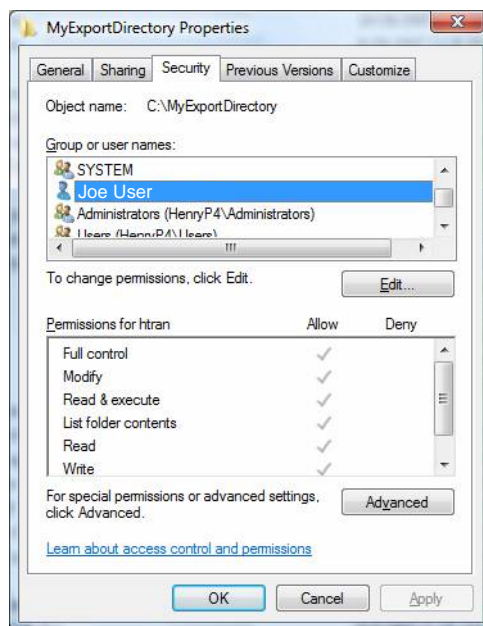 MyExportDirectory Properties
General Sharing Security Previous Versions Customize
Object name: C:\MyExportDirectory
Group or user names:
SYSTEM
Joe User
Administrators (HenryP4\Administrators)
Users (HenryP4\Users)
To change permissions, click Edit.
Edit...
Permissions for htran Allow Deny
Full control
Modify
Read & execute
List folder contents
Read
Write
For special permissions or advanced settings,
click Advanced.
Advanced
Learn about access control and permissions
OK Cancel Apply